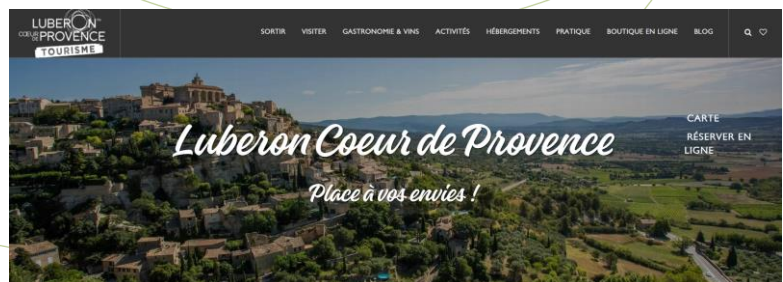 LUBERON
CŒUR DE PROVENCE
TOURISME
SORTIR VISITER GASTRONOMIE & VINS ACTIVITÉS HÉBERGEMENTS PRATIQUE BOUTIQUE EN LIGNE BLOG
CARTE
RÉSERVER EN
LIGNE
Luberon Coeur de Provence
Place à vos envies !